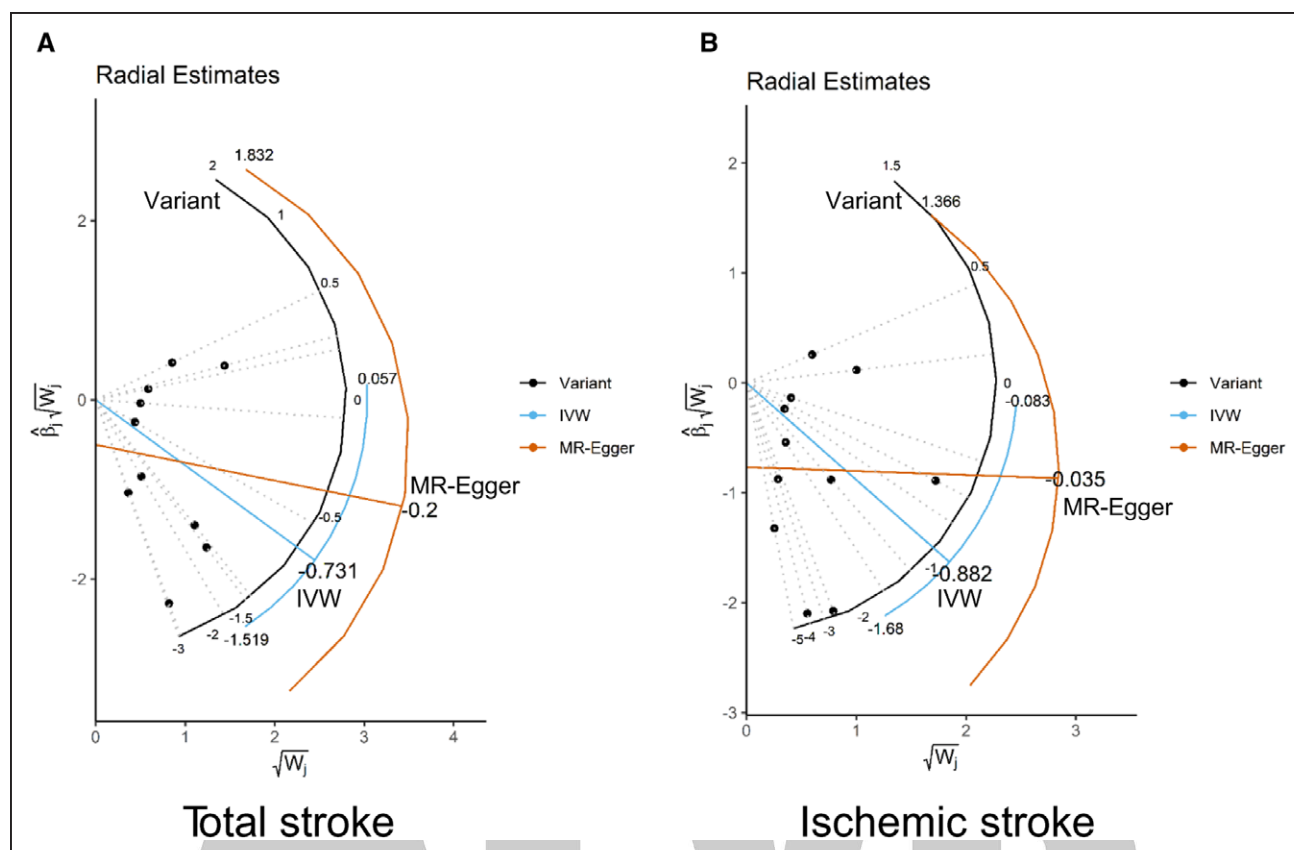 A
Radial Estimates
2
1.832
Variant
1
0.5
0.057
0
-0.5
MR-Egger
-0.2
-0.731
IVW
-1.5
-1.519
-2
-3
2
0
-2
β̂j√Wj
0
1
2
3
4
√Wj
Variant
IVW
MR-Egger
Total stroke
B
Radial Estimates
1.5
Variant
1.366
0.5
0
-0.083
-0.035
MR-Egger
-1
-0.882
IVW
-1.68
-2
-3
-4
-5
2
1
0
-1
-2
-3
β̂j√Wj
0
1
2
3
√Wj
Variant
IVW
MR-Egger
Ischemic stroke